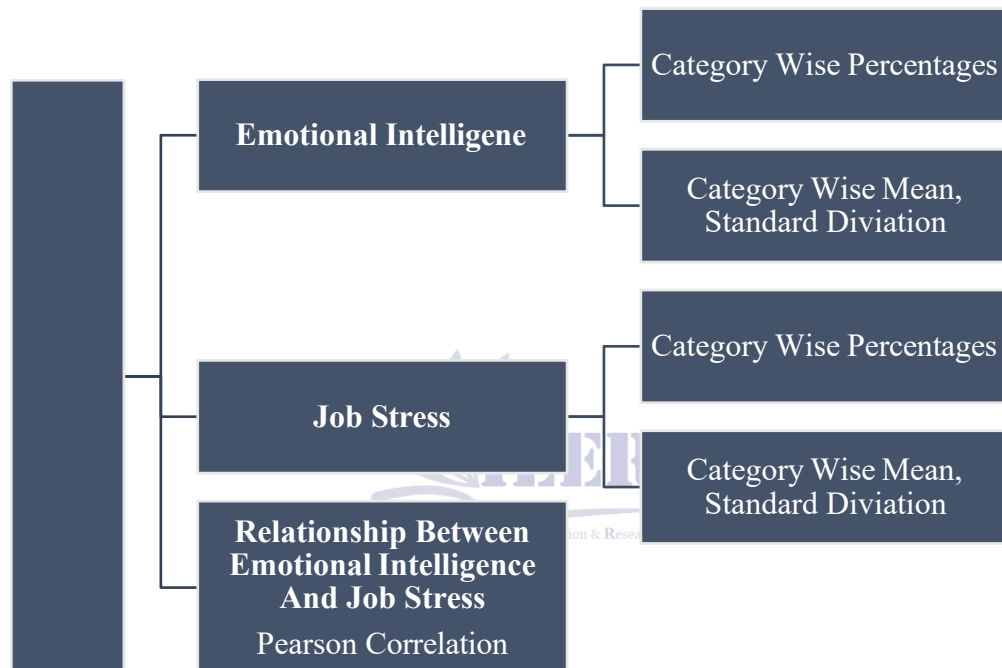 Emotional Intelligene
Category Wise Percentages
Category Wise Mean,
Standard Diviation
Job Stress
Category Wise Percentages
Category Wise Mean,
Standard Diviation
Relationship Between
Emotional Intelligence
And Job Stress
Pearson Correlation